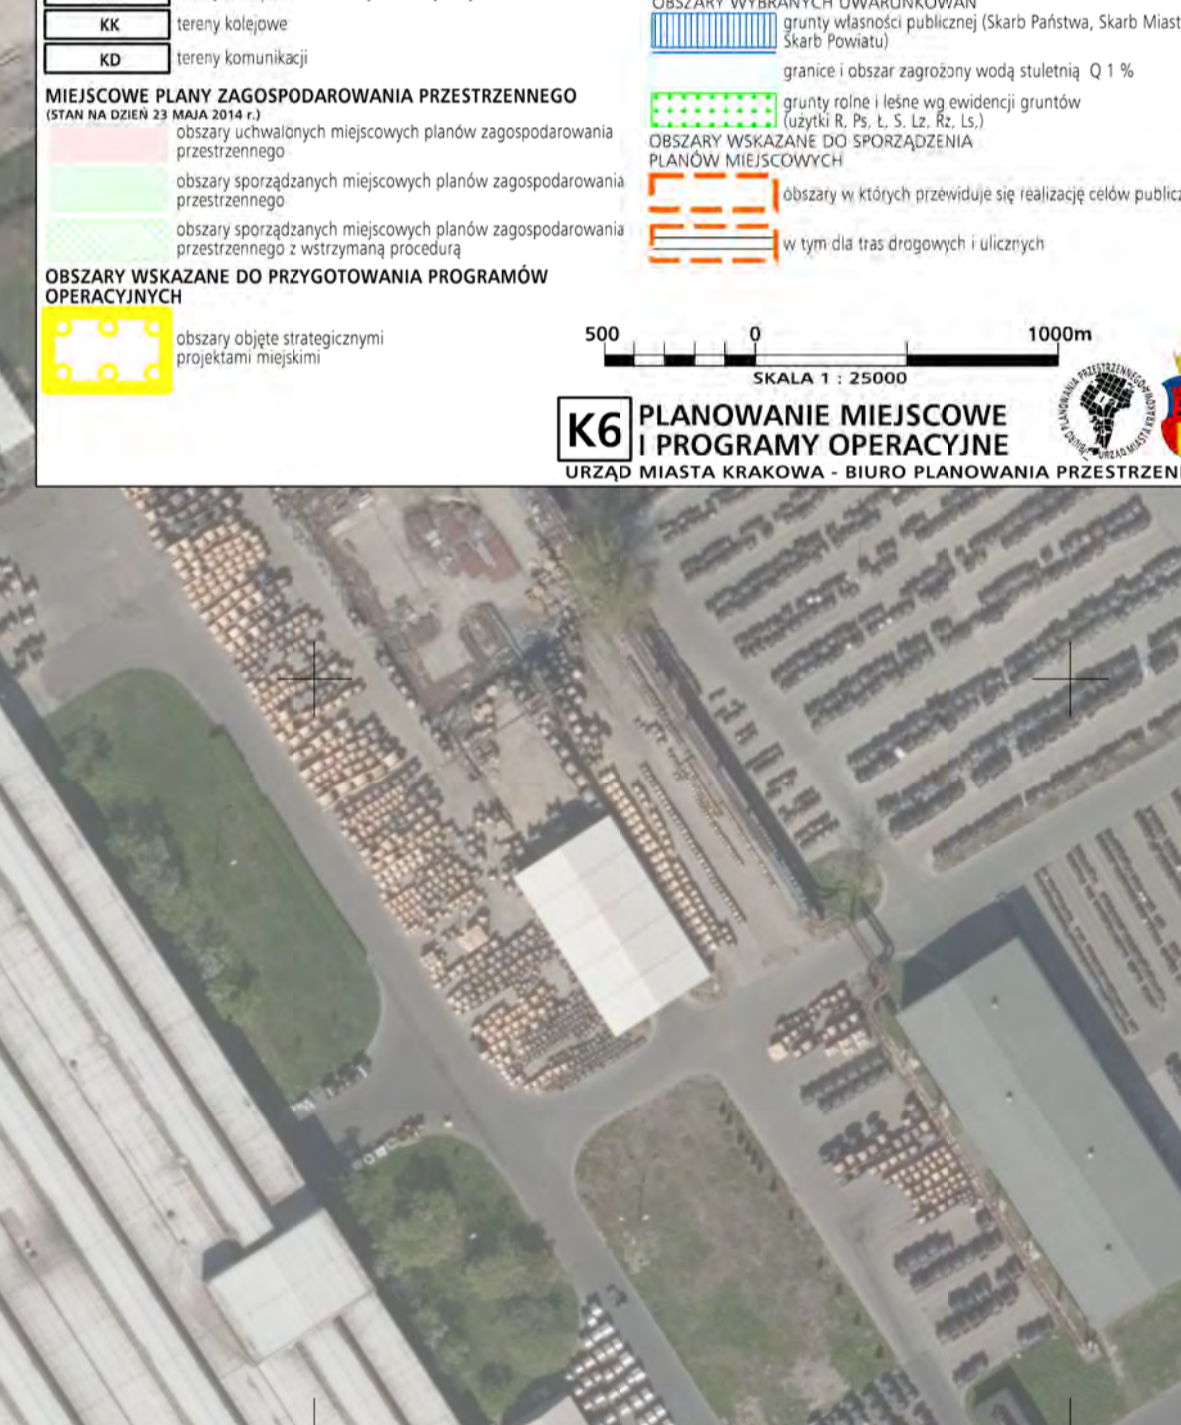 KK
tereny kolejowe
KD
tereny komunikacji
MIEJSCOWE PLANY ZAGOSPODAROWANIA PRZESTRZENNEGO
(STAN NA DZIEŃ 23 MAJA 2014 r.)
obszary uchwalonych miejscowych planów zagospodarowania
przestrzennego
obszary sporządzanych miejscowych planów zagospodarowania
przestrzennego
obszary sporządzanych miejscowych planów zagospodarowania
przestrzennego z wstrzymaną procedurą
OBSZARY WSKAZANE DO PRZYGOTOWANIA PROGRAMÓW
OPERACYJNYCH
obszary objęte strategicznymi
projektami miejskimi
OBSZARY WYBRANYCH UWARUNKOWAŃ
grunty własności publicznej (Skarb Państwa, Skarb Miast
Skarb Powiatu)
granice i obszar zagrożony wodą stuletnią Q 1 %
grunty rolne i leśne wg ewidencji gruntów
(użytki R, Ps, Ł, S. Lz, Rz, Ls,)
OBSZARY WSKAZANE DO SPORZĄDZENIA
PLANÓW MIEJSCOWYCH
obszary w których przewiduje się realizację celów publicz
w tym dla tras drogowych i ulicznych
500 0 1000m
SKALA 1 : 25000
K6
PLANOWANIE MIEJSCOWE
I PROGRAMY OPERACYJNE
URZĄD MIASTA KRAKOWA - BIURO PLANOWANIA PRZESTRZEN